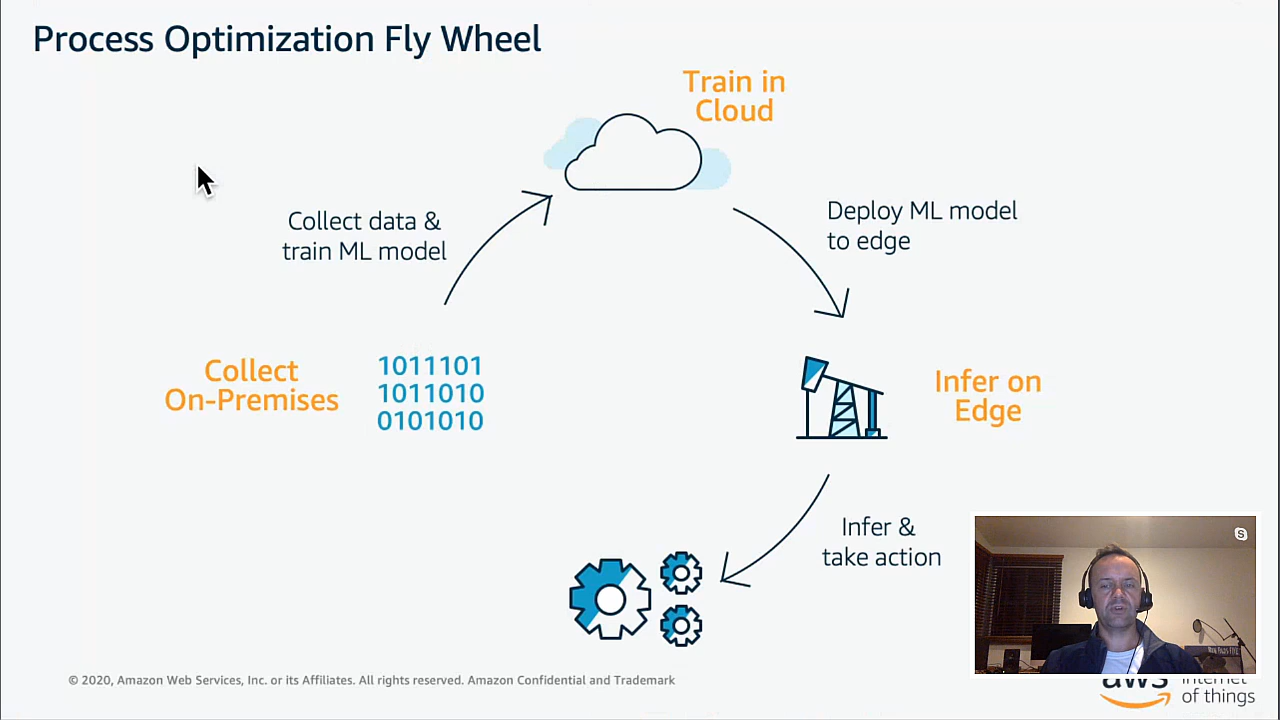 Process Optimization Fly Wheel
Train in
Cloud
Collect data &
train ML model
Deploy ML model
to edge
Collect
On-Premises
1011101
1011010
0101010
Infer on
Edge
Infer &
take action
© 2020, Amazon Web Services, Inc. or its Affiliates. All rights reserved. Amazon Confidential and Trademark
aws internet
of things